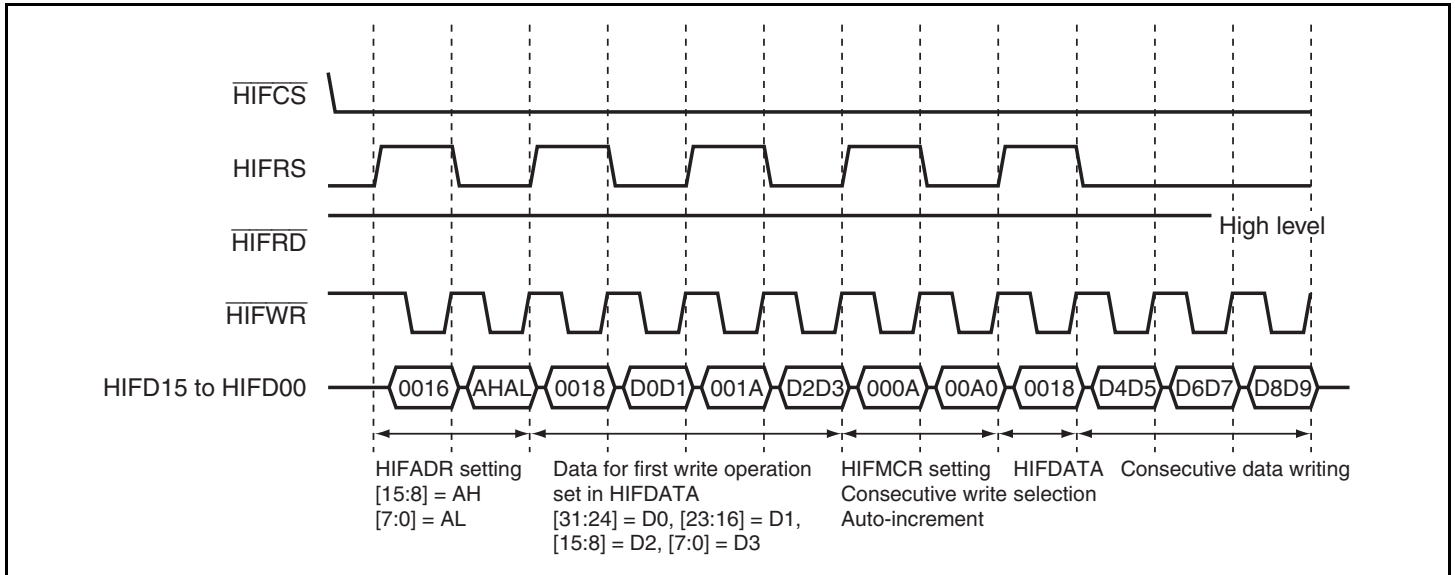 HIFCS
HIFRS
HIFRD
High level
HIFWR
HIFD15 to HIFD00
0016 AHAL 0018 D0D1 001A D2D3 000A 00A0 0018 D4D5 D6D7 D8D9
HIFADR setting
[15:8] = AH
[7:0] = AL
Data for first write operation
set in HIFDATA
[31:24] = D0, [23:16] = D1,
[15:8] = D2, [7:0] = D3
HIFMCR setting
Consecutive write selection
Auto-increment
HIFDATA
Consecutive data writing